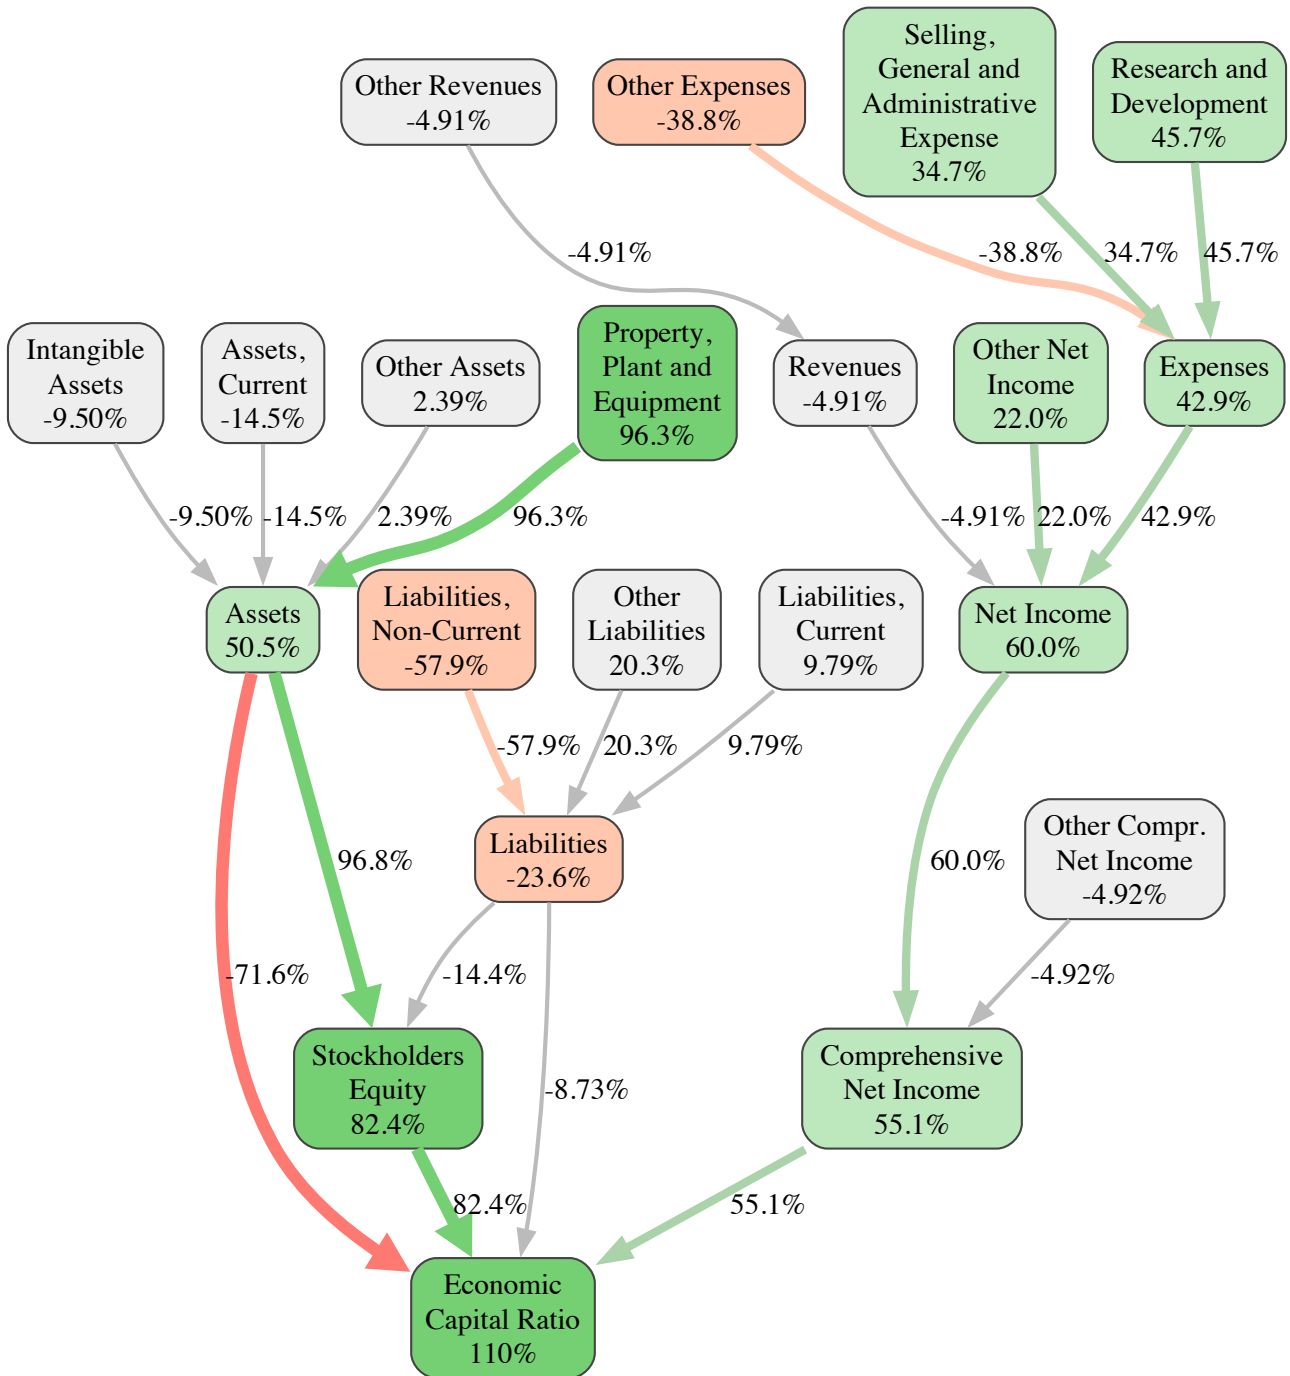 Selling,
General and
Administrative
Expense
34.7%
Research and
Development
45.7%
Other Revenues
-4.91%
Other Expenses
-38.8%
-4.91%
-38.8%
34.7%
45.7%
Intangible
Assets
-9.50%
Assets,
Current
-14.5%
Other Assets
2.39%
Property,
Plant and
Equipment
96.3%
Revenues
-4.91%
Other Net
Income
22.0%
Expenses
42.9%
-9.50%
-14.5%
2.39%
96.3%
-4.91%
22.0%
42.9%
Assets
50.5%
Liabilities,
Non-Current
-57.9%
Other
Liabilities
20.3%
Liabilities,
Current
9.79%
Net Income
60.0%
-57.9%
20.3%
9.79%
96.8%
Liabilities
-23.6%
60.0%
Other Compr.
Net Income
-4.92%
-71.6%
-14.4%
-4.92%
Stockholders
Equity
82.4%
-8.73%
Comprehensive
Net Income
55.1%
82.4%
55.1%
Economic
Capital Ratio
110%